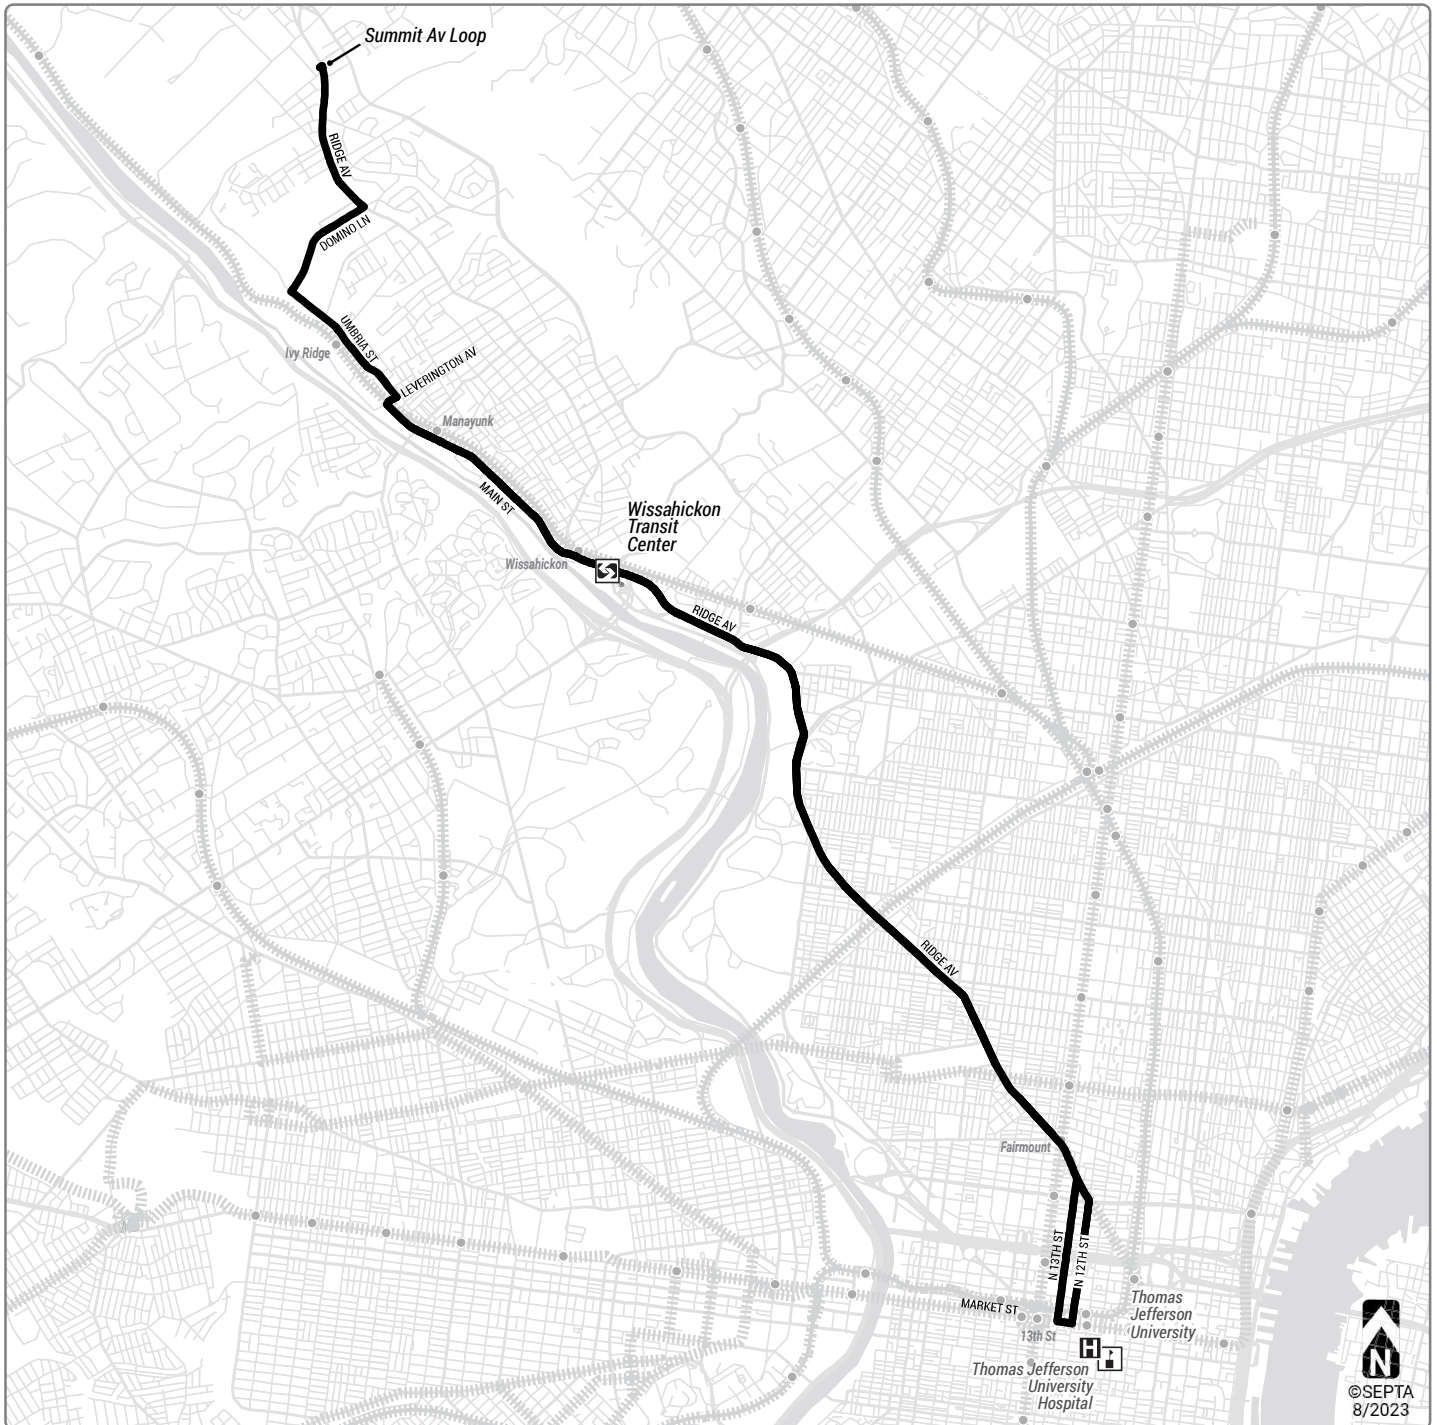 Summit Av Loop
RIDGE AV
DOMINO LN
UMBRIA ST
Ivy Ridge
LEVERINGTON AV
Manayunk
MAIN ST
Wissahickon
Transit
Center
Wissahickon
RIDGE AV
RIDGE AV
Fairmount
N 13TH ST
N 12TH ST
MARKET ST
13th St
Thomas
Jefferson
University
H
Thomas Jefferson
University
Hospital
N
©SEPTA
8/2023